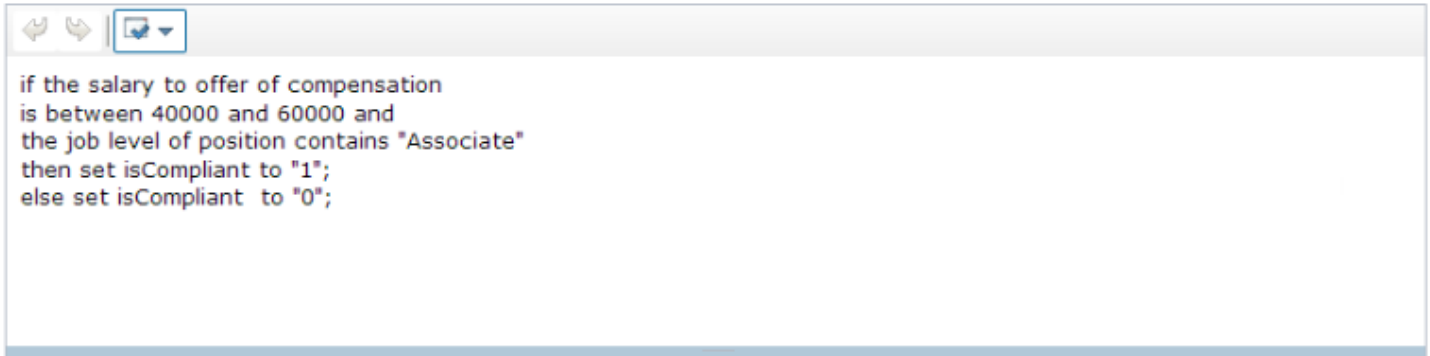 if the salary to offer of compensation
is between 40000 and 60000 and
the job level of position contains "Associate"
then set isCompliant to "1";
else set isCompliant  to "0";